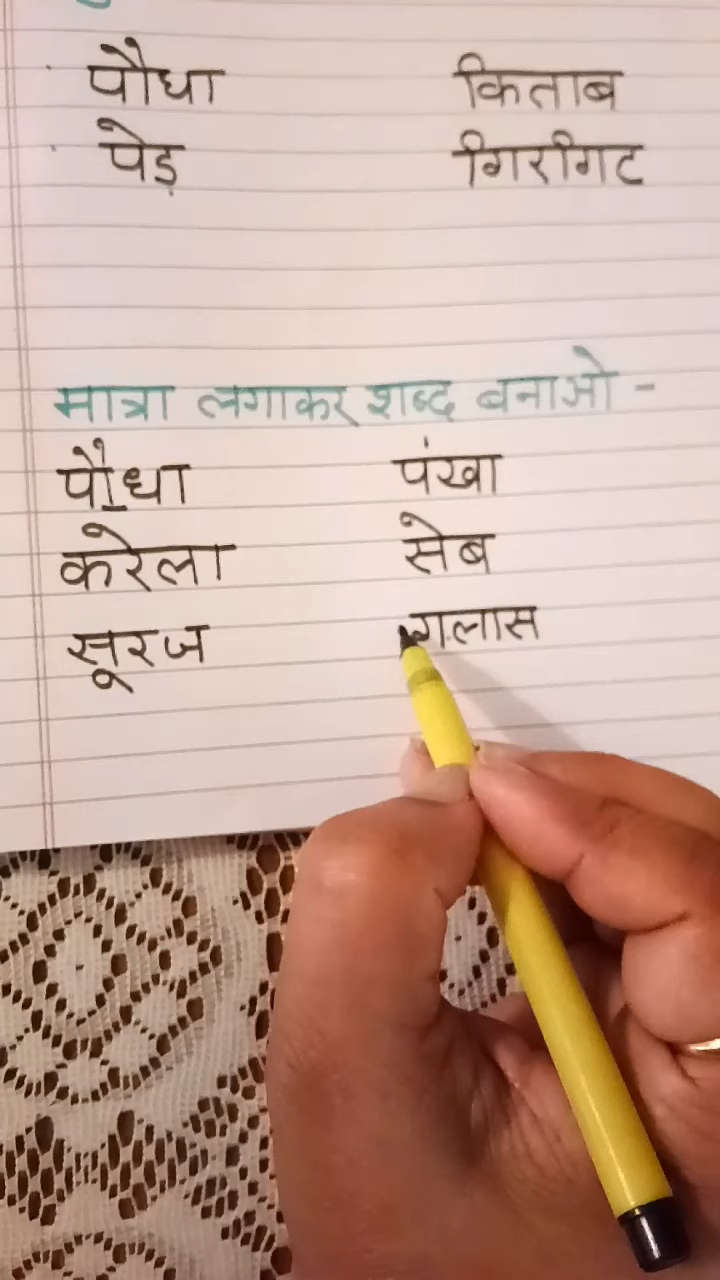 पौधा किताब
पेड़ गिरगिट
मात्रा लगाकर शब्द बनाओ -
पौधा पंखा
करेला सेब
सूरज गलास